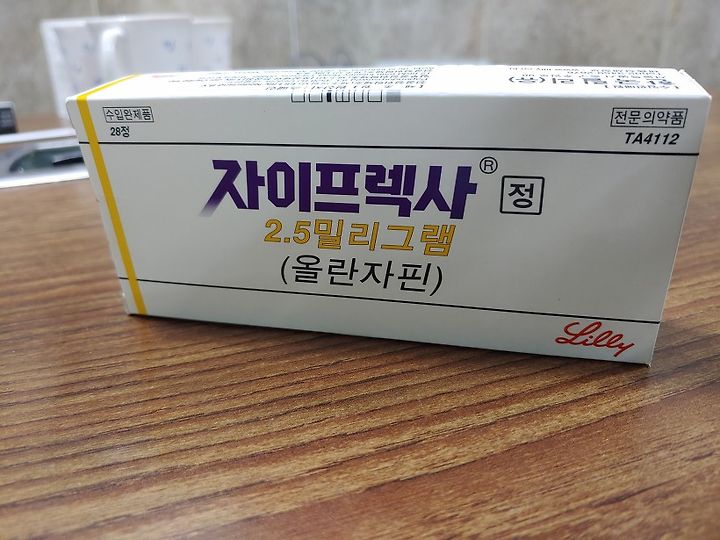 수입완제품
28정
전문의약품
TA4112
자이프렉사® 정
2.5밀리그램
(올란자핀)
Lilly